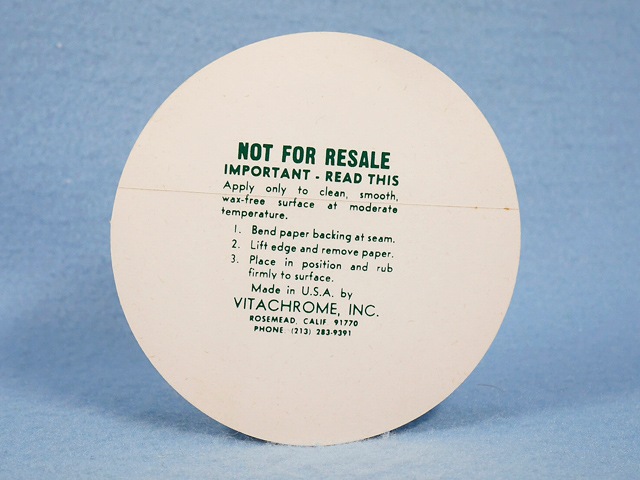 NOT FOR RESALE
IMPORTANT - READ THIS
Apply only to clean, smooth,
wax-free surface at moderate
temperature.
1. Bend paper backing at seam.
2. Lift edge and remove paper.
3. Place in position and rub
firmly to surface.
Made in U.S.A. by
VITACHROME, INC.
ROSEMEAD, CALIF. 91770
PHONE: (213) 283-9391